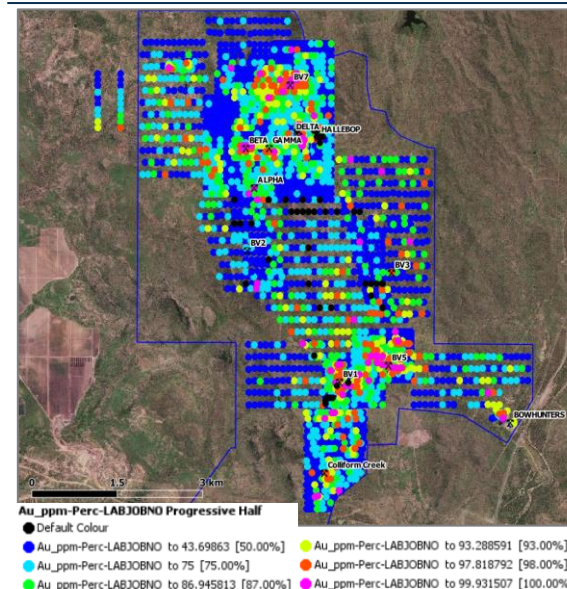 BV7
DELTA HALLEBOP
BETA GAMMA
ALPHA
BV2
BV3
BV5
BV1
BOWHUNTERS
Colliform Creek
0 1.5 3 km
Au_ppm-Perc-LABJOBNO Progressive Half
Default Colour
Au_ppm-Perc-LABJOBNO to 43.69863 [50.00%] Au_ppm-Perc-LABJOBNO to 93.288591 [93.00%]
Au_ppm-Perc-LABJOBNO to 75 [75.00%] Au_ppm-Perc-LABJOBNO to 97.818792 [98.00%]
Au_ppm-Perc-LABJOBNO to 86.945813 [87.00%] Au_ppm-Perc-LABJOBNO to 99.931507 [100.00%]